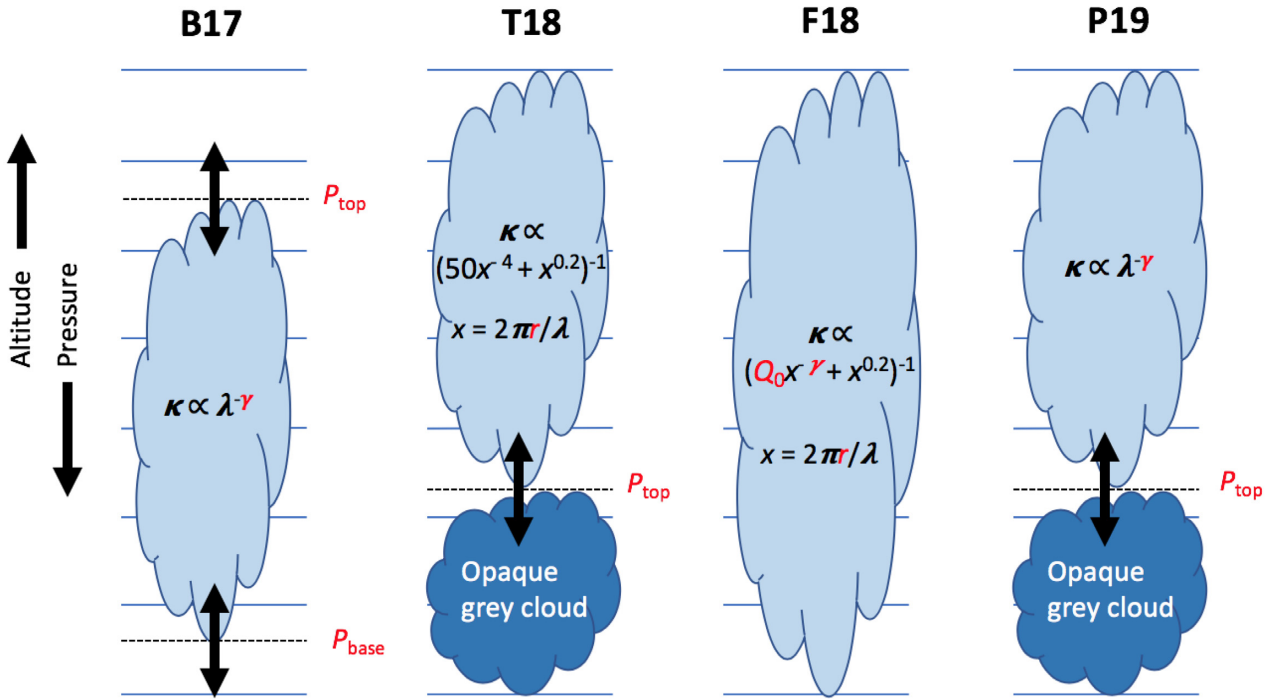 B17
T18
F18
P19
Altitude
Pressure
P_top
κ ∝ λ^-γ
P_base
κ ∝
(50x^-4 + x^0.2)^-1
x = 2πr/λ
P_top
Opaque
grey cloud
κ ∝
(Q_0x^-γ + x^0.2)^-1
x = 2πr/λ
κ ∝ λ^-γ
P_top
Opaque
grey cloud